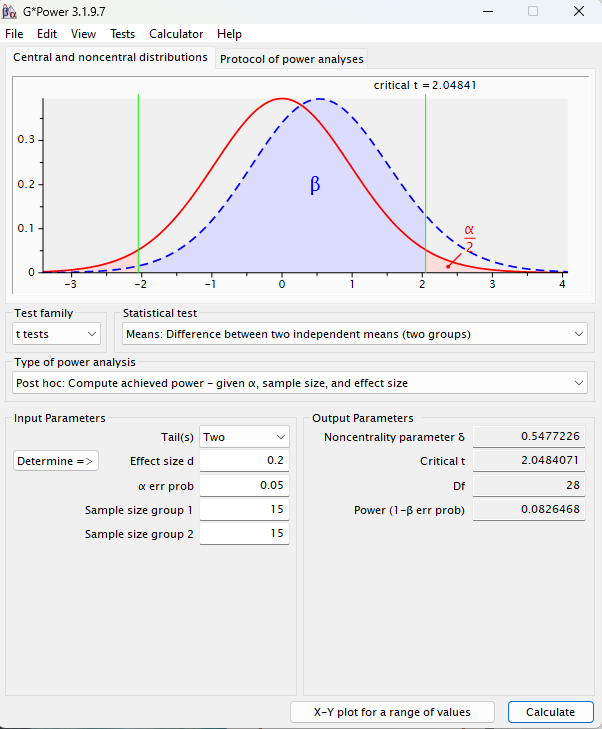 G*Power 3.1.9.7
File Edit View Tests Calculator Help
Central and noncentral distributions Protocol of power analyses
critical t = 2.04841
0.3
0.2
0.1
0
β
α
2
-3 -2 -1 0 1 2 3 4
Test family Statistical test
t tests Means: Difference between two independent means (two groups)
Type of power analysis
Post hoc: Compute achieved power - given α, sample size, and effect size
Input Parameters Output Parameters
Tail(s) Two Noncentrality parameter δ 0.5477226
Determine => Effect size d 0.2 Critical t 2.0484071
α err prob 0.05 Df 28
Sample size group 1 15 Power (1-β err prob) 0.0826468
Sample size group 2 15
X-Y plot for a range of values Calculate